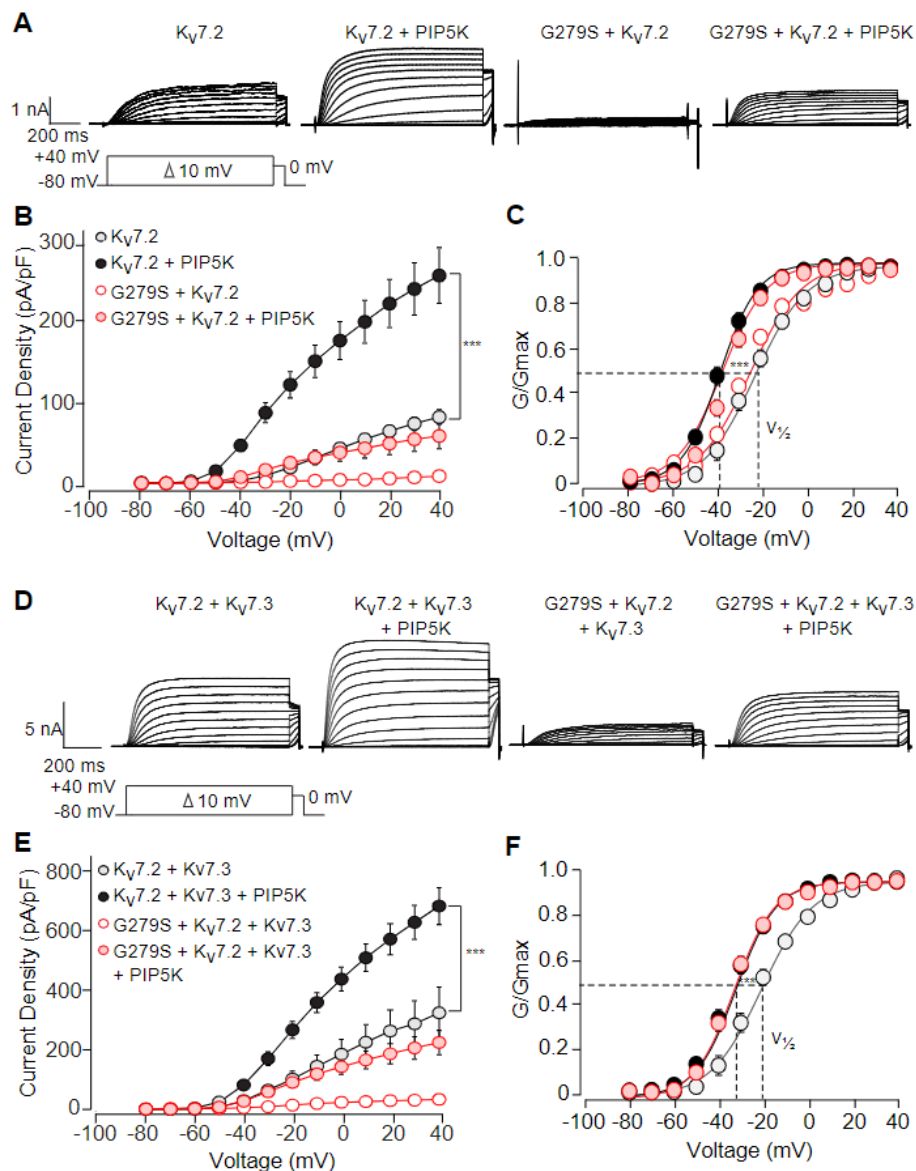 A
Kv7.2
Kv7.2 + PIP5K
G279S + Kv7.2
G279S + Kv7.2 + PIP5K
1 nA
200 ms
+40 mV
-80 mV
Δ 10 mV
0 mV
B
Kv7.2
Kv7.2 + PIP5K
G279S + Kv7.2
G279S + Kv7.2 + PIP5K
***
Current Density (pA/pF)
300
200
100
0
-100 -80 -60 -40 -20 0 20 40
Voltage (mV)
C
G/Gmax
1.0
0.8
0.6
0.4
0.2
0
***
V½
-100 -80 -60 -40 -20 0 20 40
Voltage (mV)
D
Kv7.2 + Kv7.3
Kv7.2 + Kv7.3
+ PIP5K
G279S + Kv7.2
+ Kv7.3
G279S + Kv7.2 + Kv7.3
+ PIP5K
5 nA
200 ms
+40 mV
-80 mV
Δ 10 mV
0 mV
E
Kv7.2 + Kv7.3
Kv7.2 + Kv7.3 + PIP5K
G279S + Kv7.2 + Kv7.3
G279S + Kv7.2 + Kv7.3
+ PIP5K
***
Current Density (pA/pF)
800
600
400
200
0
-100 -80 -60 -40 -20 0 20 40
Voltage (mV)
F
G/Gmax
1.0
0.8
0.6
0.4
0.2
0
***
V½
-100 -80 -60 -40 -20 0 20 40
Voltage (mV)